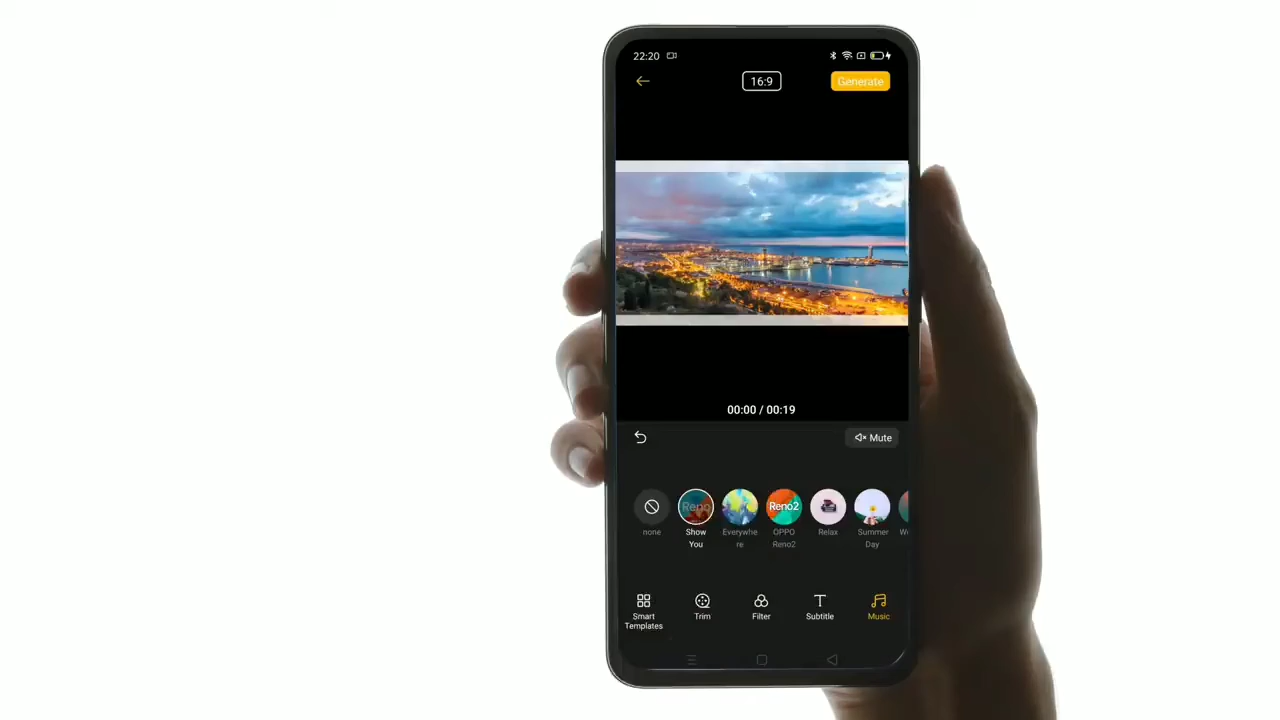 22:20
16:9
Generate
00:00 / 00:19
Mute
Reno
Reno2
none
Show
You
Everywhe
re
OPPO
Reno2
Relax
Summer
Day
W
Smart
Templates
Trim
Filter
T
Subtitle
Music